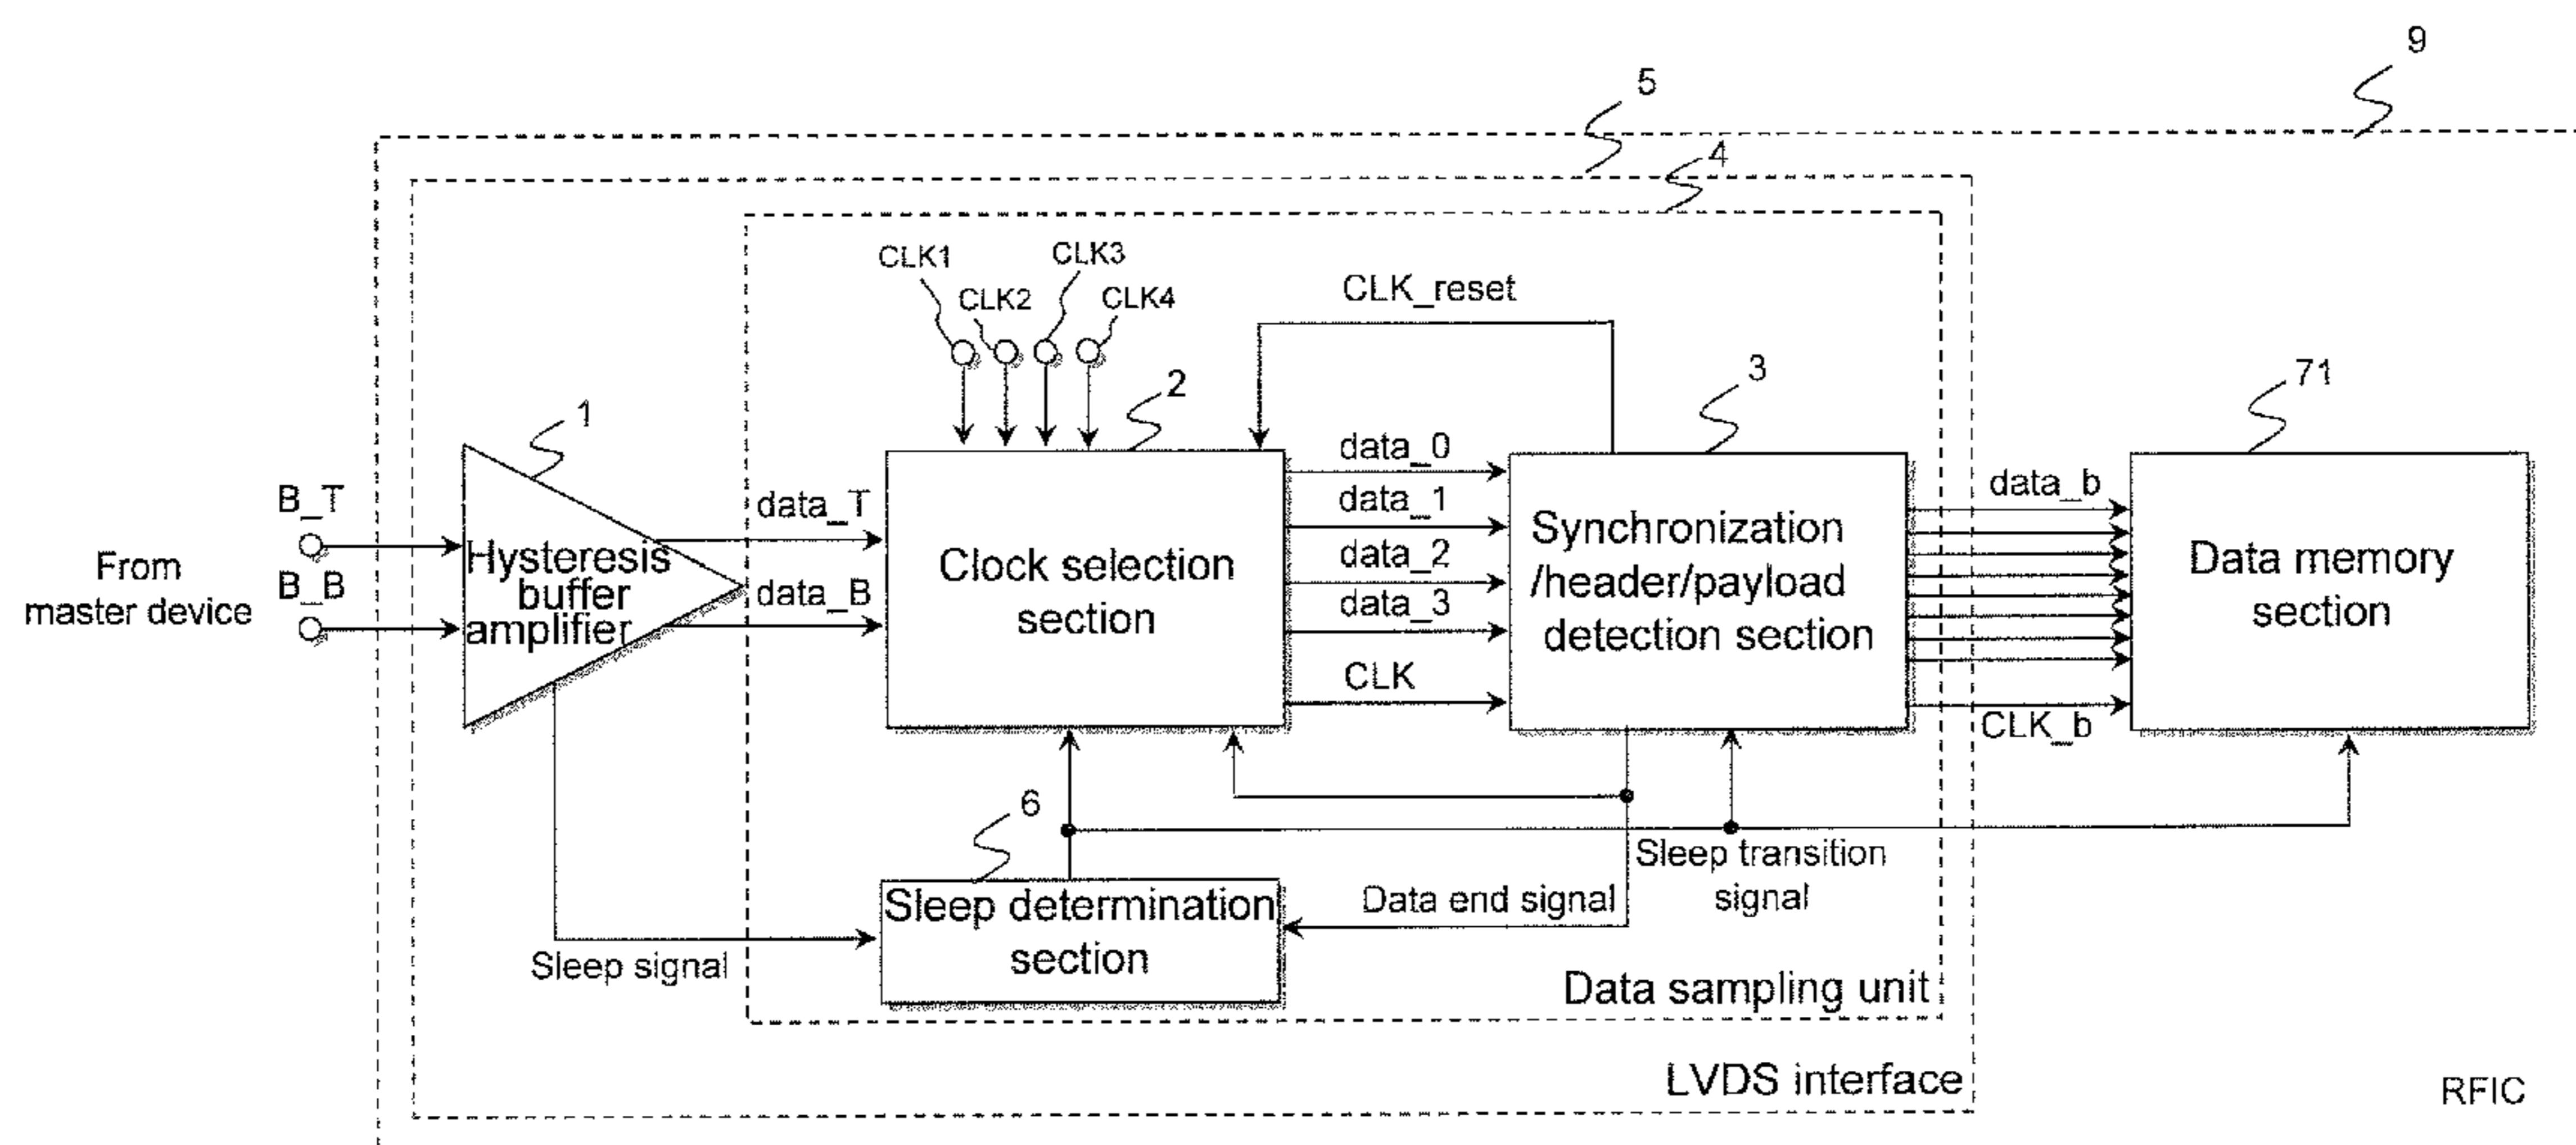 9
5
4
CLK1
CLK3
CLK2
CLK4
CLK_reset
1
2
3
71
B_T
B_B
From
master device
Hysteresis
buffer
amplifier
data_T
data_B
Clock selection
section
data_0
data_1
data_2
data_3
CLK
Synchronization
/header/payload
detection section
data_b
CLK_b
Data memory
section
6
Sleep determination
section
Sleep signal
Data end signal
Sleep transition
signal
Data sampling unit
LVDS interface
RFIC